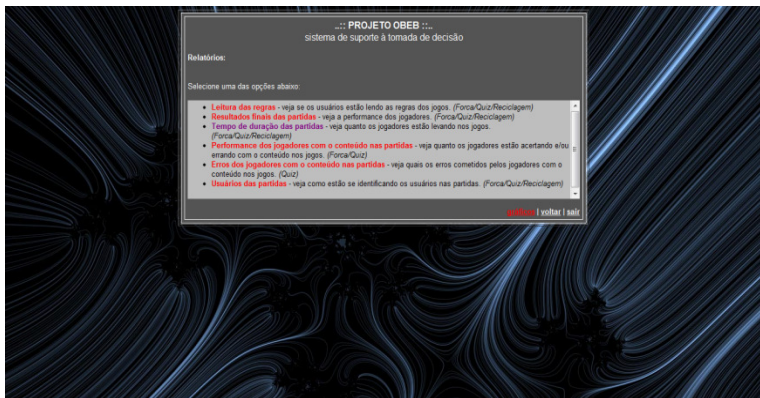 ..:: PROJETO OBEB ::..
sistema de suporte à tomada de decisão
Relatórios:
Selecione uma das opções abaixo:
• Leitura das regras - veja se os usuários estão lendo as regras dos jogos. (Forca/Quiz/Reciclagem)
• Resultados finais das partidas - veja a performance dos jogadores. (Forca/Quiz/Reciclagem)
• Tempo de duração das partidas - veja quanto os jogadores estão levando nos jogos.
(Forca/Quiz/Reciclagem)
• Performance dos jogadores com o conteúdo nas partidas - veja quanto os jogadores estão acertando e/ou
errando com o conteúdo nos jogos. (Forca/Quiz)
• Erros dos jogadores com o conteúdo nas partidas - veja quais os erros cometidos pelos jogadores com o
conteúdo nos jogos. (Quiz)
• Usuários das partidas - veja como estão se identificando os usuários nas partidas. (Forca/Quiz/Reciclagem)
| voltar | sair